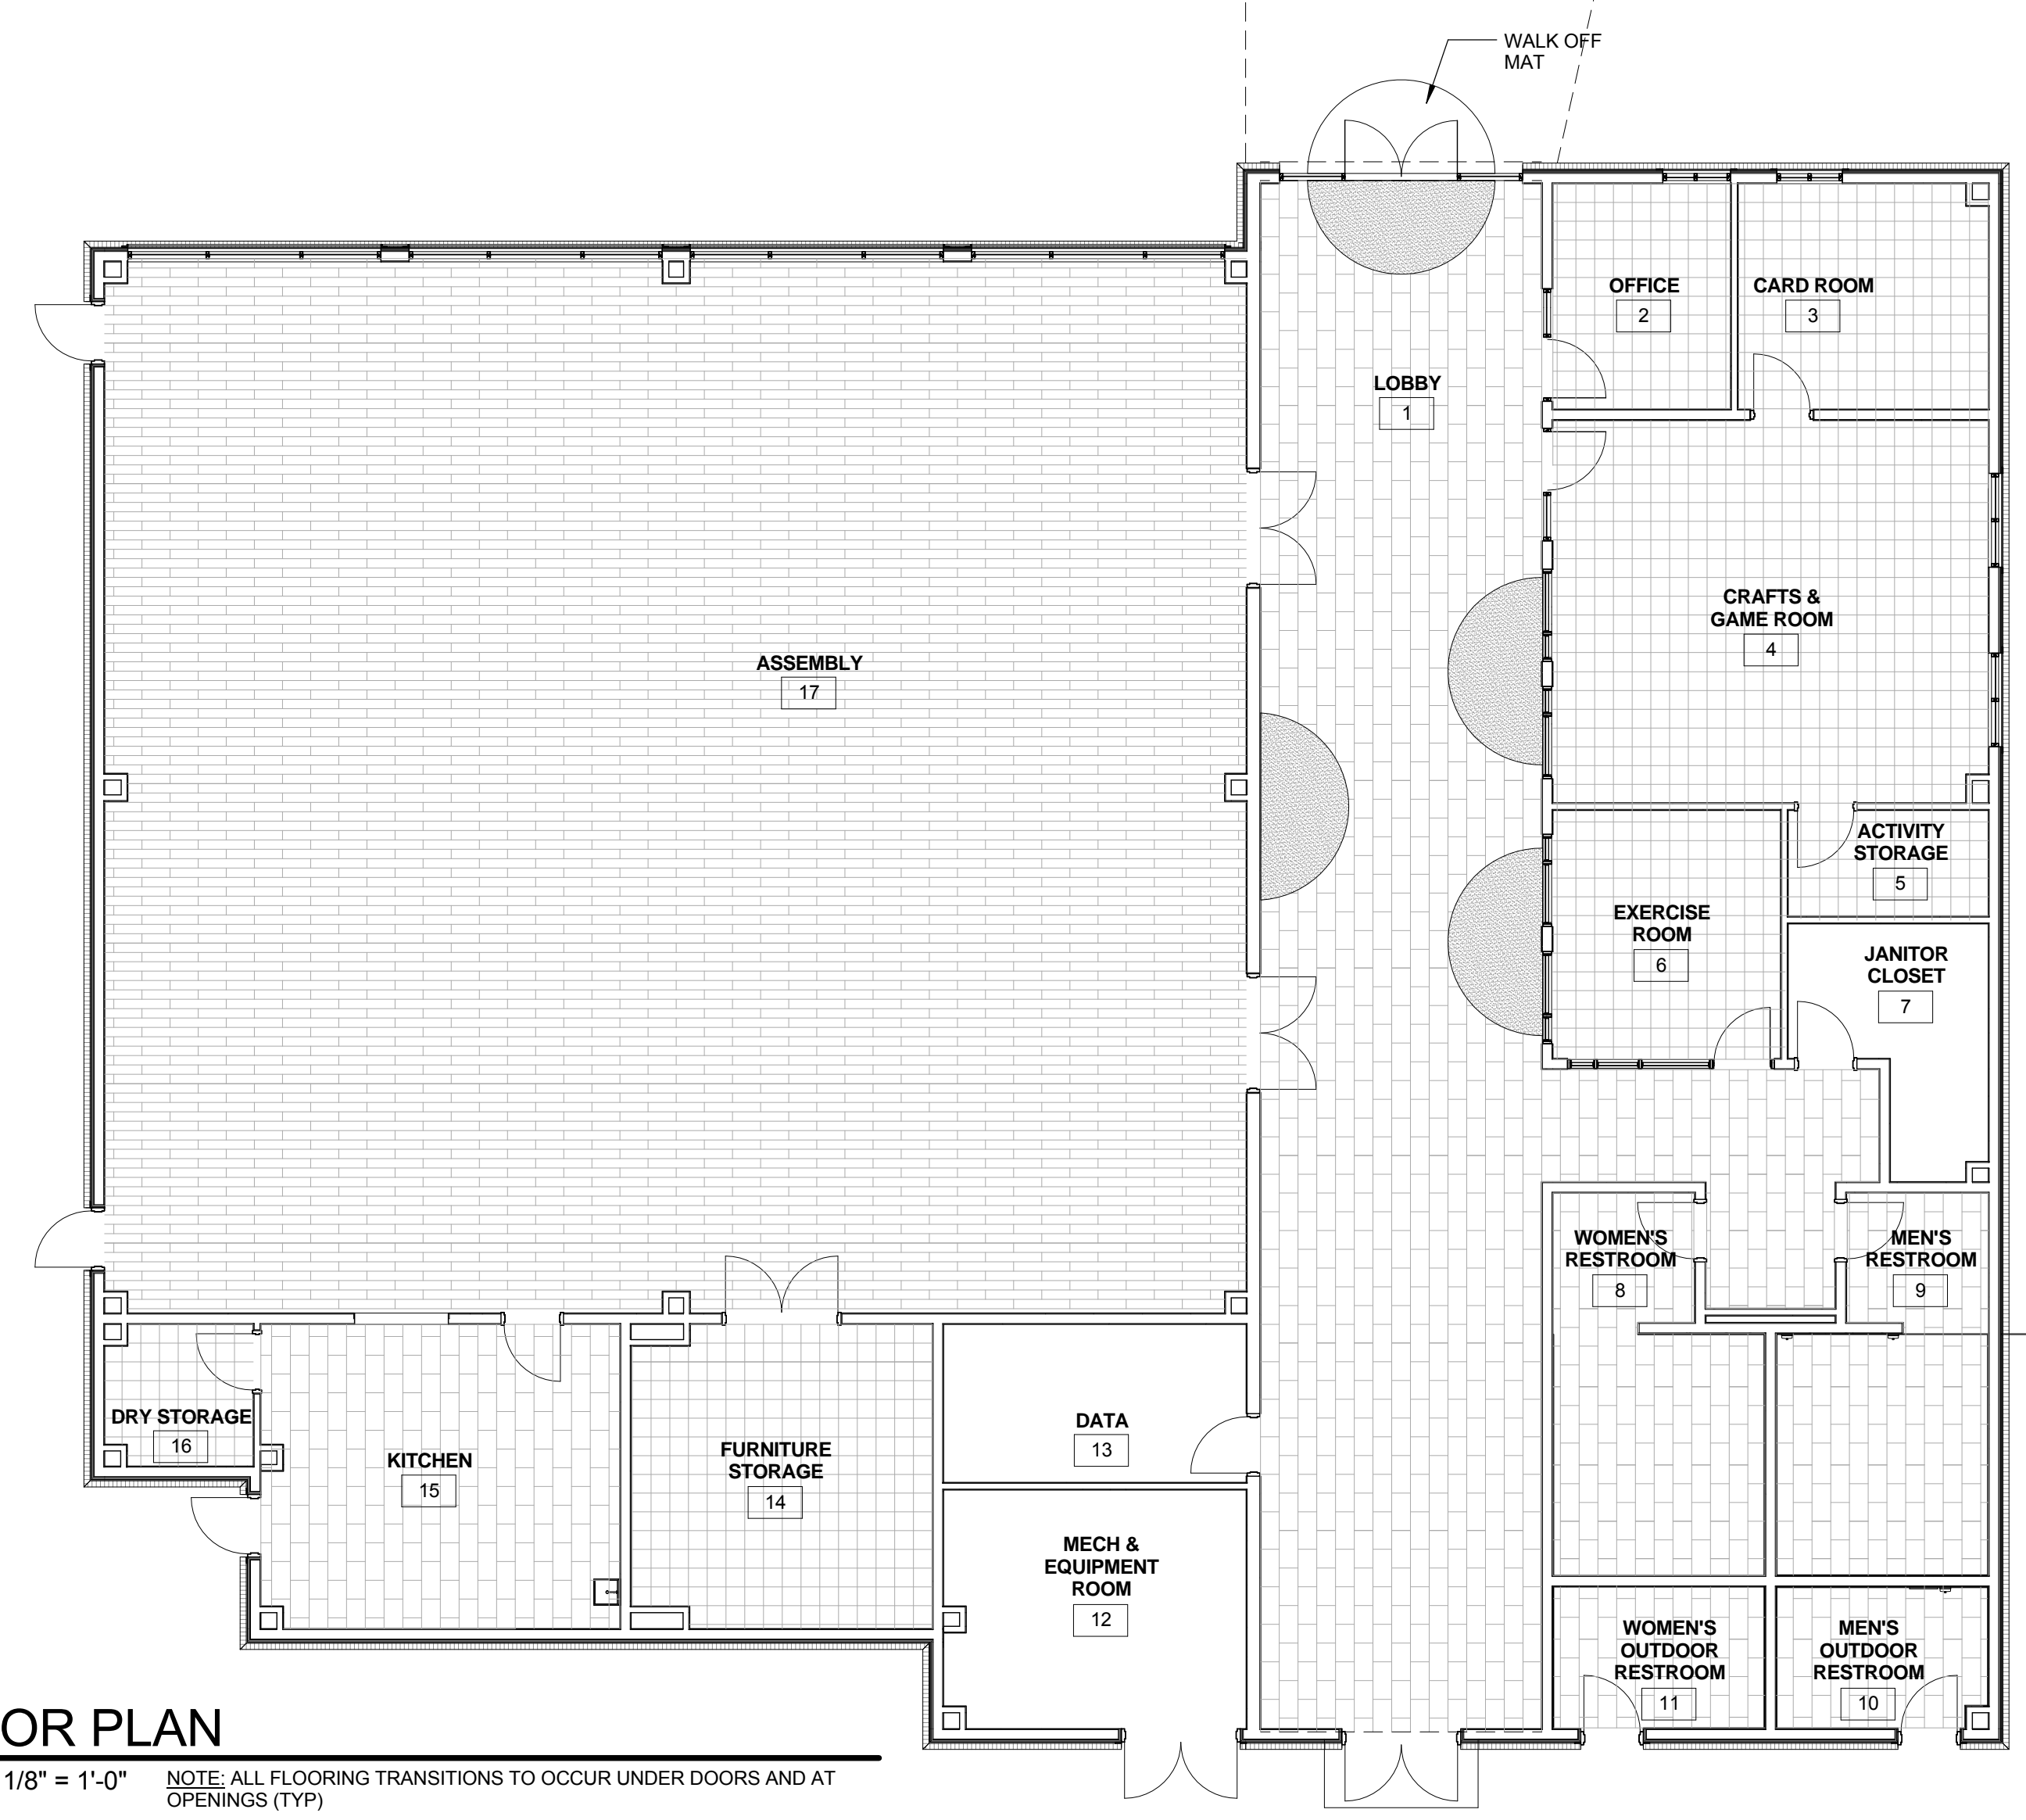 WALK OFF
MAT
OFFICE
2
CARD ROOM
3
LOBBY
1
CRAFTS &
GAME ROOM
4
ASSEMBLY
17
ACTIVITY
STORAGE
5
EXERCISE
ROOM
6
JANITOR
CLOSET
7
WOMEN'S
RESTROOM
8
MEN'S
RESTROOM
9
DRY STORAGE
16
KITCHEN
15
FURNITURE
STORAGE
14
DATA
13
MECH &
EQUIPMENT
ROOM
12
WOMEN'S
OUTDOOR
RESTROOM
11
MEN'S
OUTDOOR
RESTROOM
10
OR PLAN
1/8" = 1'-0"
NOTE: ALL FLOORING TRANSITIONS TO OCCUR UNDER DOORS AND AT
OPENINGS (TYP)